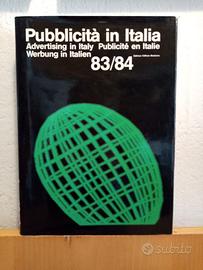 Pubblicità in Italia
Advertising in Italy Publicité en Italie
Werbung in Italien
83/84
subito